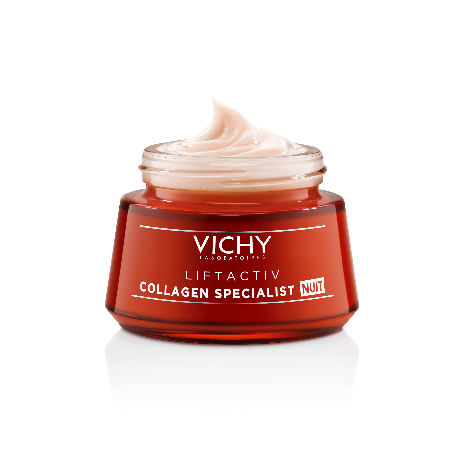 VICHY
LABORATOIRES
LIFTACTIV
COLLAGEN SPECIALIST NUIT